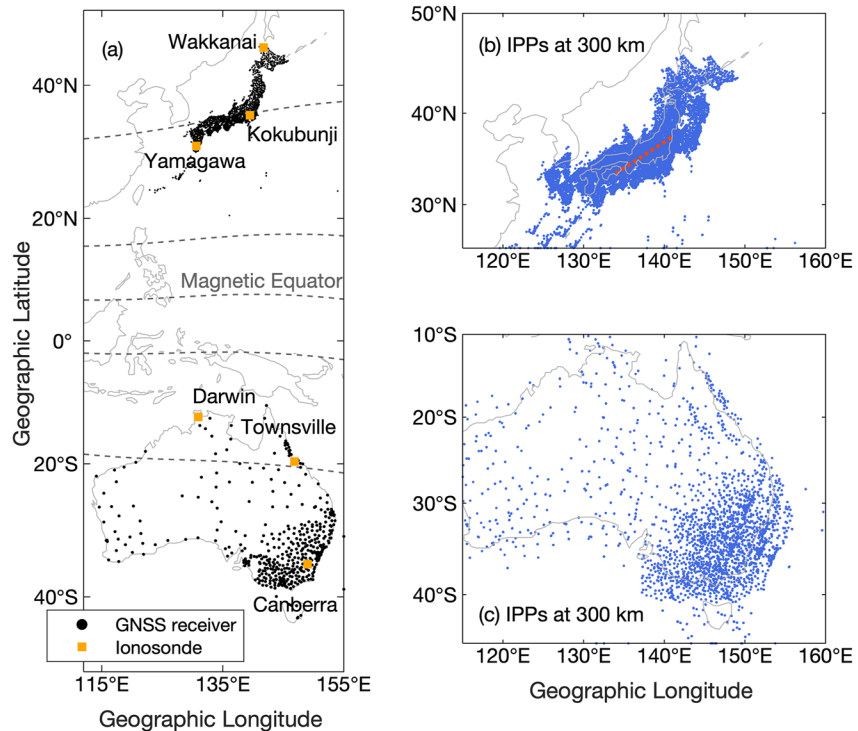 (a)
Wakkanai
40°N
Kokubunji
Yamagawa
20°N
Magnetic Equator
0°
Darwin
Townsville
20°S
40°S
Canberra
GNSS receiver
Ionosonde
115°E 135°E 155°E
Geographic Longitude
Geographic Latitude
50°N
(b) IPPs at 300 km
40°N
30°N
120°E 130°E 140°E 150°E 160°E
10°S
20°S
30°S
40°S
(c) IPPs at 300 km
120°E 130°E 140°E 150°E 160°E
Geographic Longitude